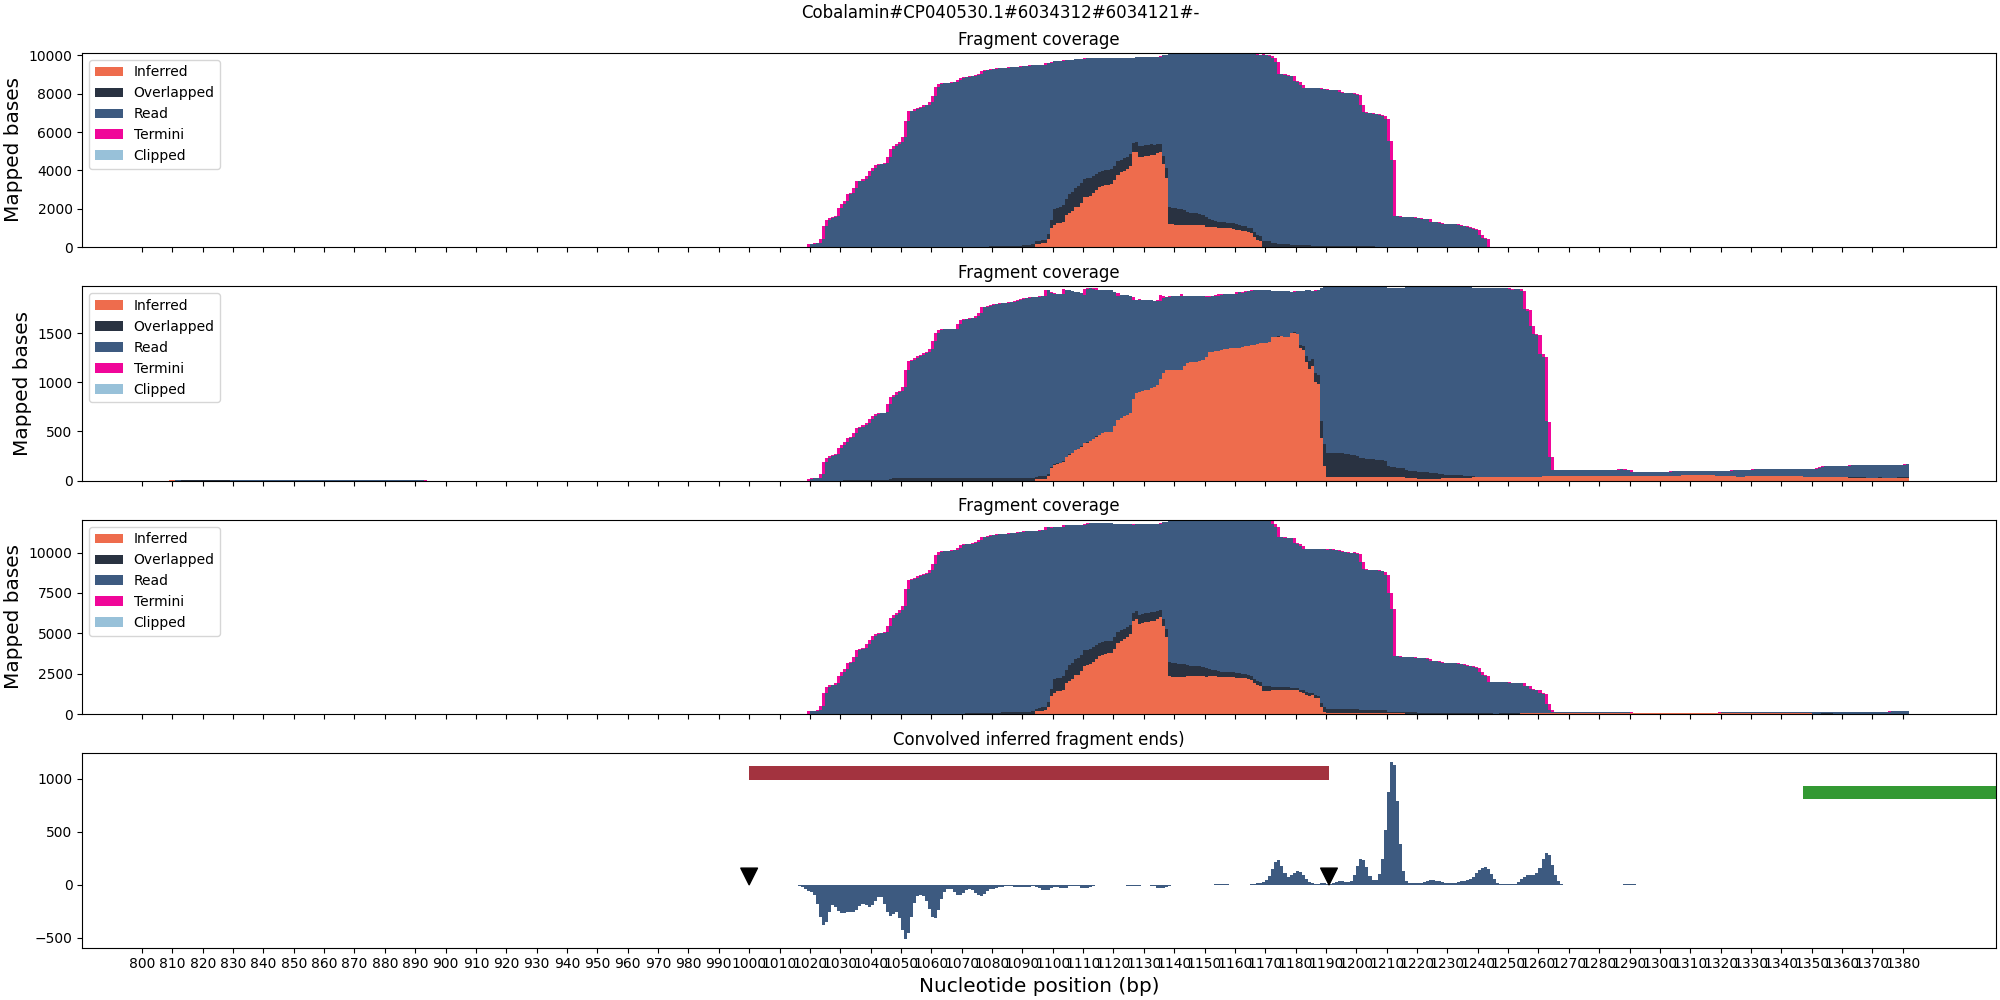 Cobalamin#CP040530.1#6034312#6034121#-
Fragment coverage
Mapped bases
10000
8000
6000
4000
2000
0
Inferred
Overlapped
Read
Termini
Clipped
Fragment coverage
Mapped bases
1500
1000
500
0
Inferred
Overlapped
Read
Termini
Clipped
Fragment coverage
Mapped bases
10000
7500
5000
2500
0
Inferred
Overlapped
Read
Termini
Clipped
Convolved inferred fragment ends)
1000
500
0
−500
800 810 820 830 840 850 860 870 880 890 900 910 920 930 940 950 960 970 980 990 1000 1010 1020 1030 1040 1050 1060 1070 1080 1090 1100 1110 1120 1130 1140 1150 1160 1170 1180 1190 1200 1210 1220 1230 1240 1250 1260 1270 1280 1290 1300 1310 1320 1330 1340 1350 1360 1370 1380
Nucleotide position (bp)